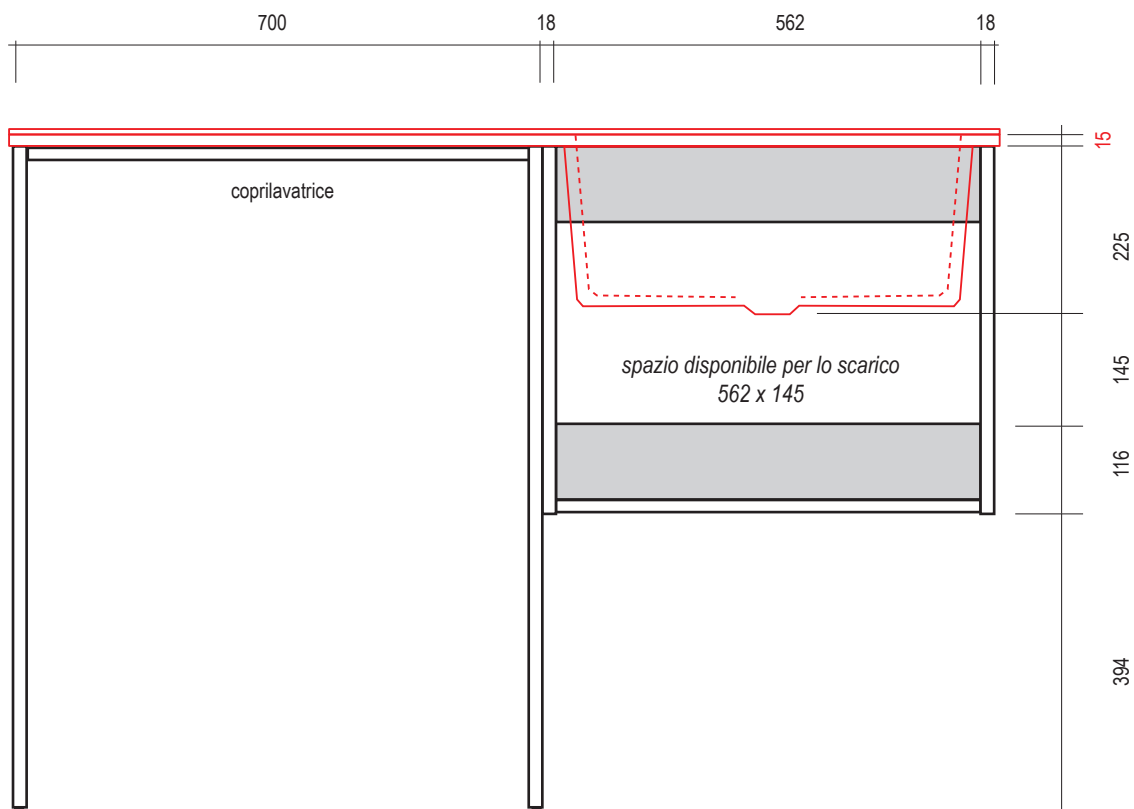 700 18 562 18
15
coprilavatrice
225
spazio disponibile per lo scarico
562 x 145
145
116
394